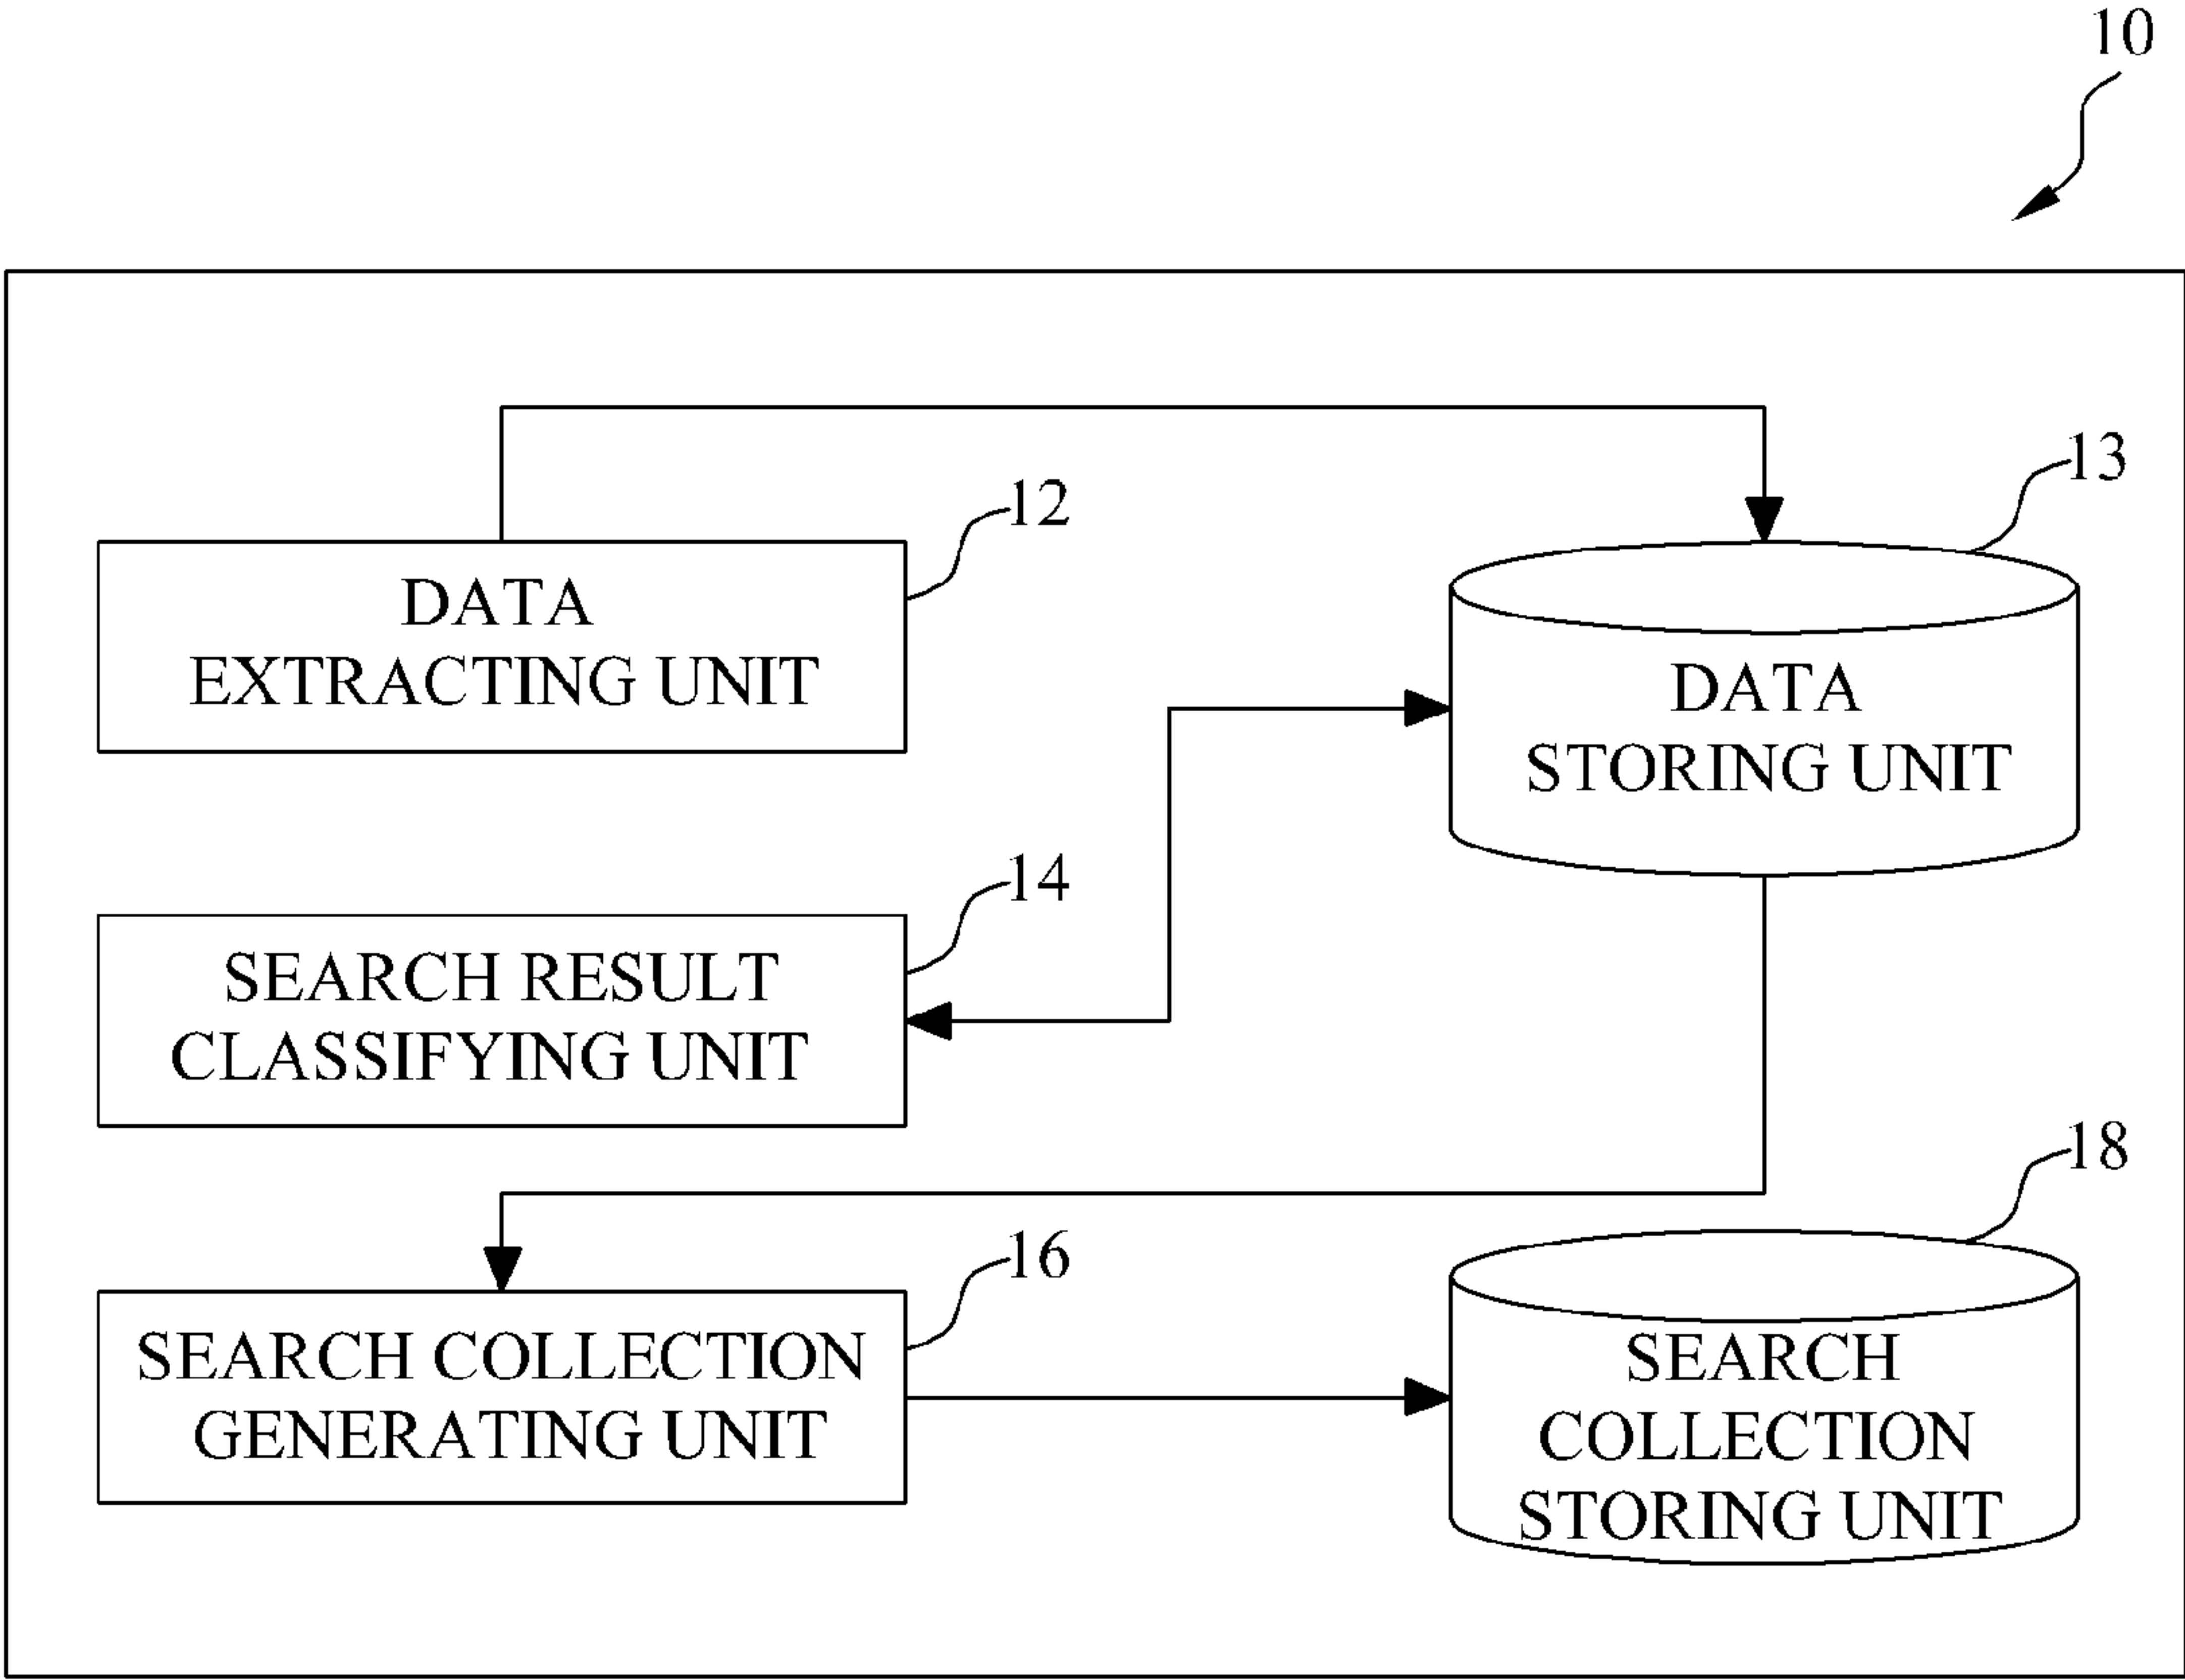 10
12
DATA
EXTRACTING UNIT
13
DATA
STORING UNIT
14
SEARCH RESULT
CLASSIFYING UNIT
16
SEARCH COLLECTION
GENERATING UNIT
18
SEARCH
COLLECTION
STORING UNIT